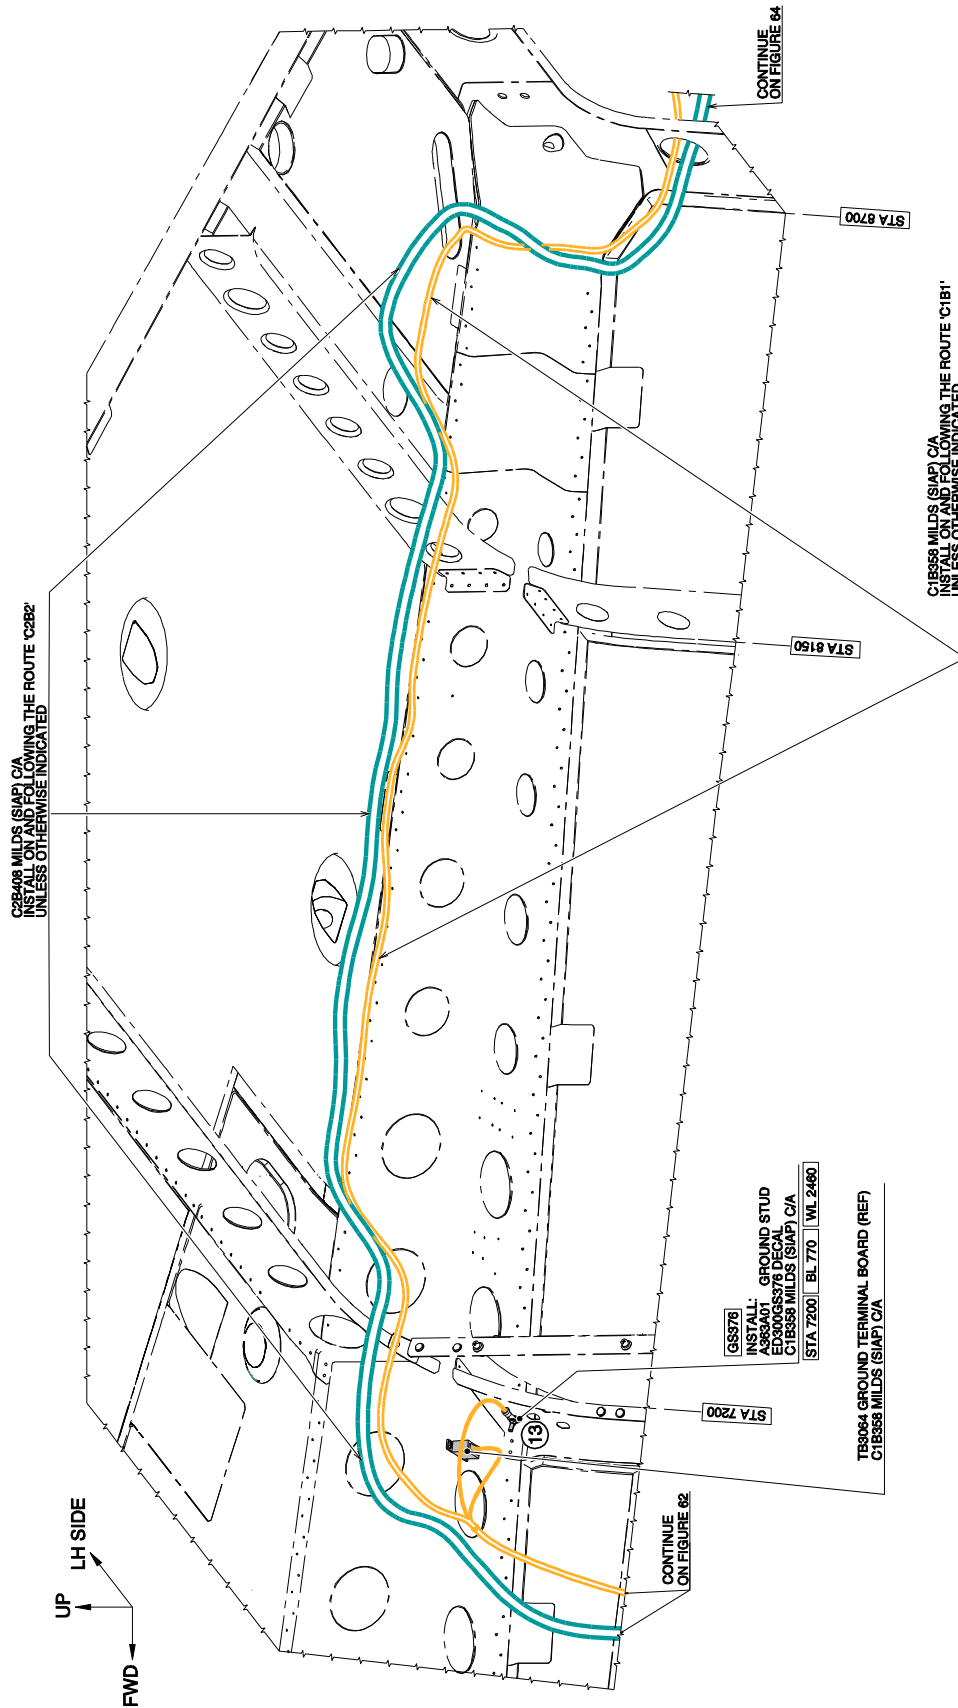 C2B408 MILDS (SIAP) C/A
INSTALL ON AND FOLLOWING THE ROUTE 'C2B2'
UNLESS OTHERWISE INDICATED
CONTINUE
ON FIGURE 64
STA 8700
C1B358 MILDS (SIAP) C/A
INSTALL ON AND FOLLOWING THE ROUTE 'C1B1'
UNLESS OTHERWISE INDICATED
STA 8150
GS376
INSTALL:
A363A01 GROUND STUD
ED300GS376 DECAL
C1B358 MILDS (SIAP) C/A
STA 7200 BL 770 WL 2460
TB3064 GROUND TERMINAL BOARD (REF)
C1B358 MILDS (SIAP) C/A
STA 7200
13
CONTINUE
ON FIGURE 62
UP
LH SIDE
FWD